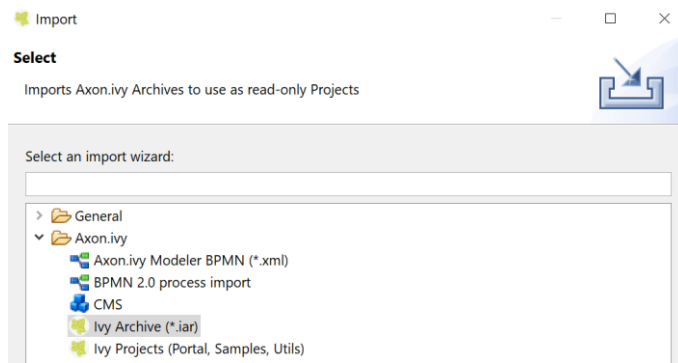 Import
Select
Imports Axon.ivy Archives to use as read-only Projects
Select an import wizard:
General
Axon.ivy
Axon.ivy Modeler BPMN (*.xml)
BPMN 2.0 process import
CMS
Ivy Archive (*.iar)
Ivy Projects (Portal, Samples, Utils)